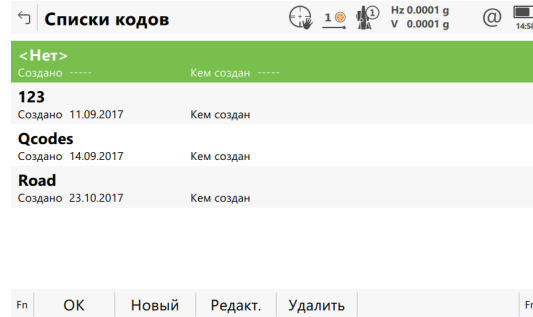 Списки кодов
1
1
Hz 0.0001 g
V 0.0001 g
@
14:58
<Нет>
Создано ----- Кем создан -----
123
Создано 11.09.2017 Кем создан
Qcodes
Создано 14.09.2017 Кем создан
Road
Создано 23.10.2017 Кем создан
Fn ОК Новый Редакт. Удалить